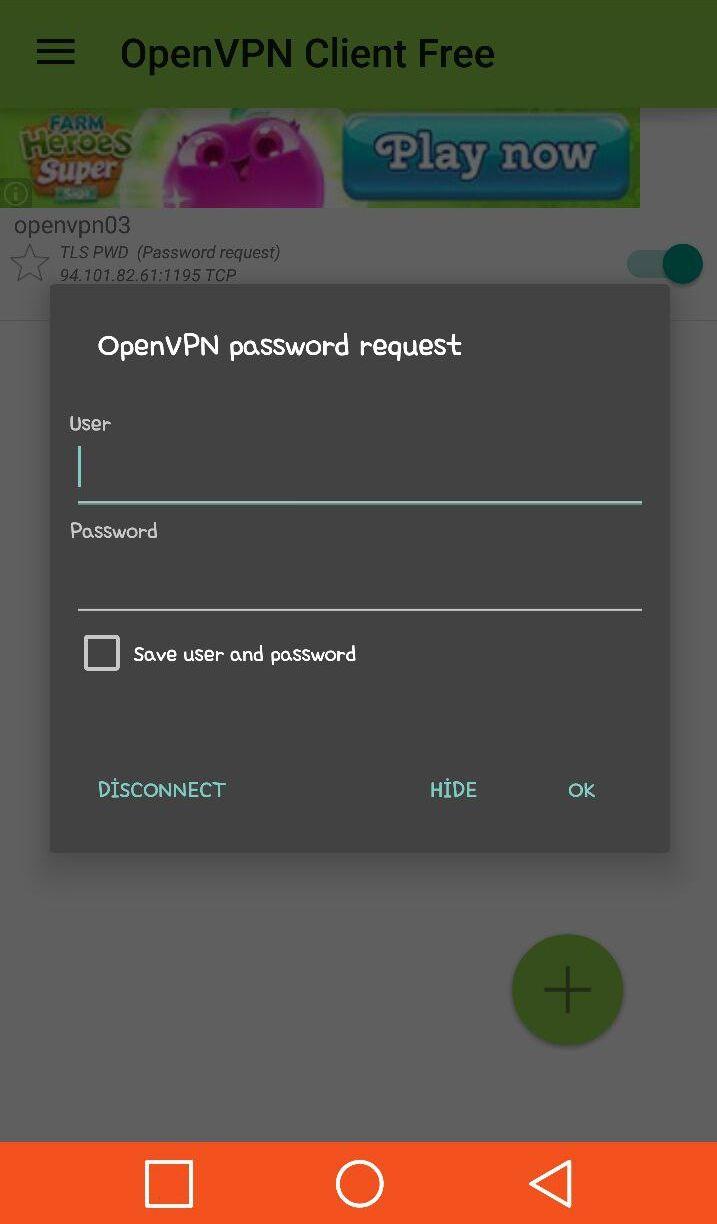 OpenVPN Client Free
FARM
Heroes
Super
SAGA
Play now
openvpn03
TLS PWD (Password request)
94.101.82.61:1195 TCP
OpenVPN password request
User
Password
Save user and password
DİSCONNECT
HİDE
OK